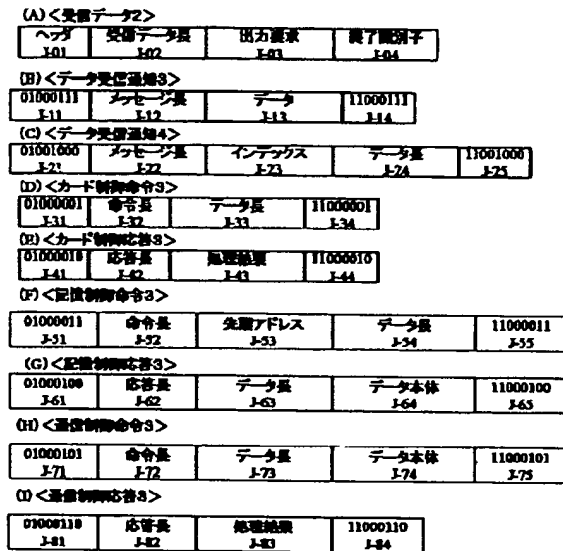 (A)<受信データ2>
ヘッダ 受信データ長 出力要求 終了識別子
J-01 J-02 J-03 J-04
(B)<データ受信通知3>
01000111 メッセージ長 データ 11000111
J-11 J-12 J-13 J-14
(C)<データ受信通知4>
01001000 メッセージ長 インデックス データ長 11001000
J-21 J-22 J-23 J-24 J-25
(D)<カード制御命令3>
01000001 命令長 データ長 11000001
J-31 J-32 J-33 J-34
(E)<カード制御応答3>
01000010 応答長 処理結果 11000010
J-41 J-42 J-43 J-44
(F)<記憶制御命令3>
01000011 命令長 先頭アドレス データ長 11000011
J-51 J-52 J-53 J-54 J-55
(G)<記憶制御応答3>
01000100 応答長 データ長 データ本体 11000100
J-61 J-62 J-63 J-64 J-65
(H)<通信制御命令3>
01000101 命令長 データ長 データ本体 11000101
J-71 J-72 J-73 J-74 J-75
(I)<通信制御応答3>
01000110 応答長 処理結果 11000110
J-81 J-82 J-83 J-84